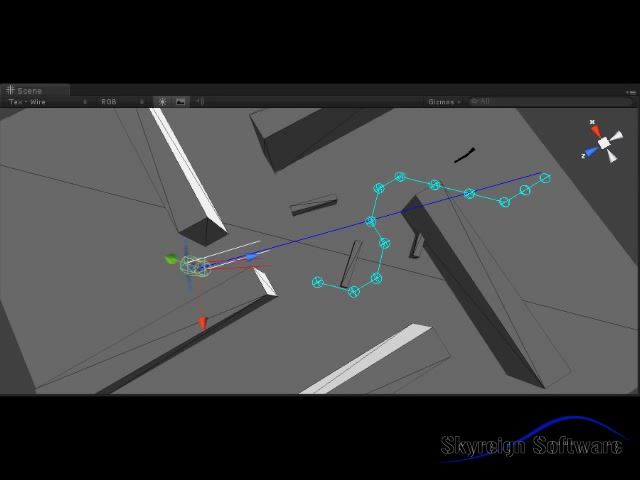 Scene
Tex - Wire RGB Gizmos All
x
z
Skyreign Software